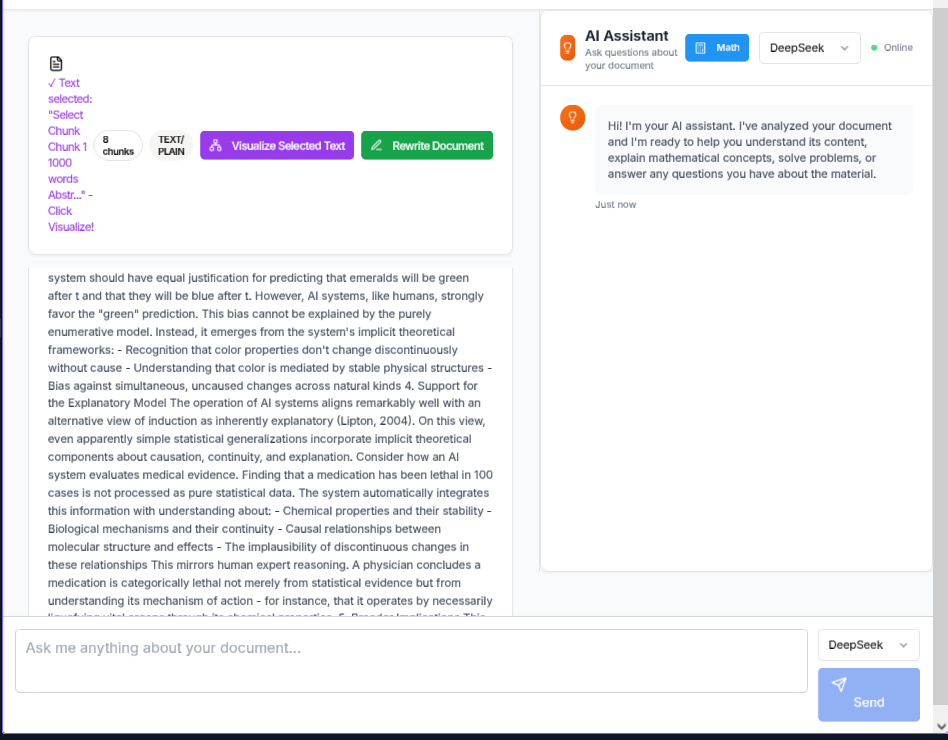 ✓ Text
selected:
"Select
Chunk
Chunk 1
1000
words
Abstr..." -
Click
Visualize!
8
chunks
TEXT/
PLAIN
Visualize Selected Text
Rewrite Document
system should have equal justification for predicting that emeralds will be green
after t and that they will be blue after t. However, AI systems, like humans, strongly
favor the "green" prediction. This bias cannot be explained by the purely
enumerative model. Instead, it emerges from the system's implicit theoretical
frameworks: - Recognition that color properties don't change discontinuously
without cause - Understanding that color is mediated by stable physical structures -
Bias against simultaneous, uncaused changes across natural kinds 4. Support for
the Explanatory Model The operation of AI systems aligns remarkably well with an
alternative view of induction as inherently explanatory (Lipton, 2004). On this view,
even apparently simple statistical generalizations incorporate implicit theoretical
components about causation, continuity, and explanation. Consider how an AI
system evaluates medical evidence. Finding that a medication has been lethal in 100
cases is not processed as pure statistical data. The system automatically integrates
this information with understanding about: - Chemical properties and their stability -
Biological mechanisms and their continuity - Causal relationships between
molecular structure and effects - The implausibility of discontinuous changes in
these relationships This mirrors human expert reasoning. A physician concludes a
medication is categorically lethal not merely from statistical evidence but from
understanding its mechanism of action - for instance, that it operates by necessarily
AI Assistant
Ask questions about
your document
Math
DeepSeek
Online
Hi! I'm your AI assistant. I've analyzed your document
and I'm ready to help you understand its content,
explain mathematical concepts, solve problems, or
answer any questions you have about the material.
Just now
Ask me anything about your document...
DeepSeek
Send